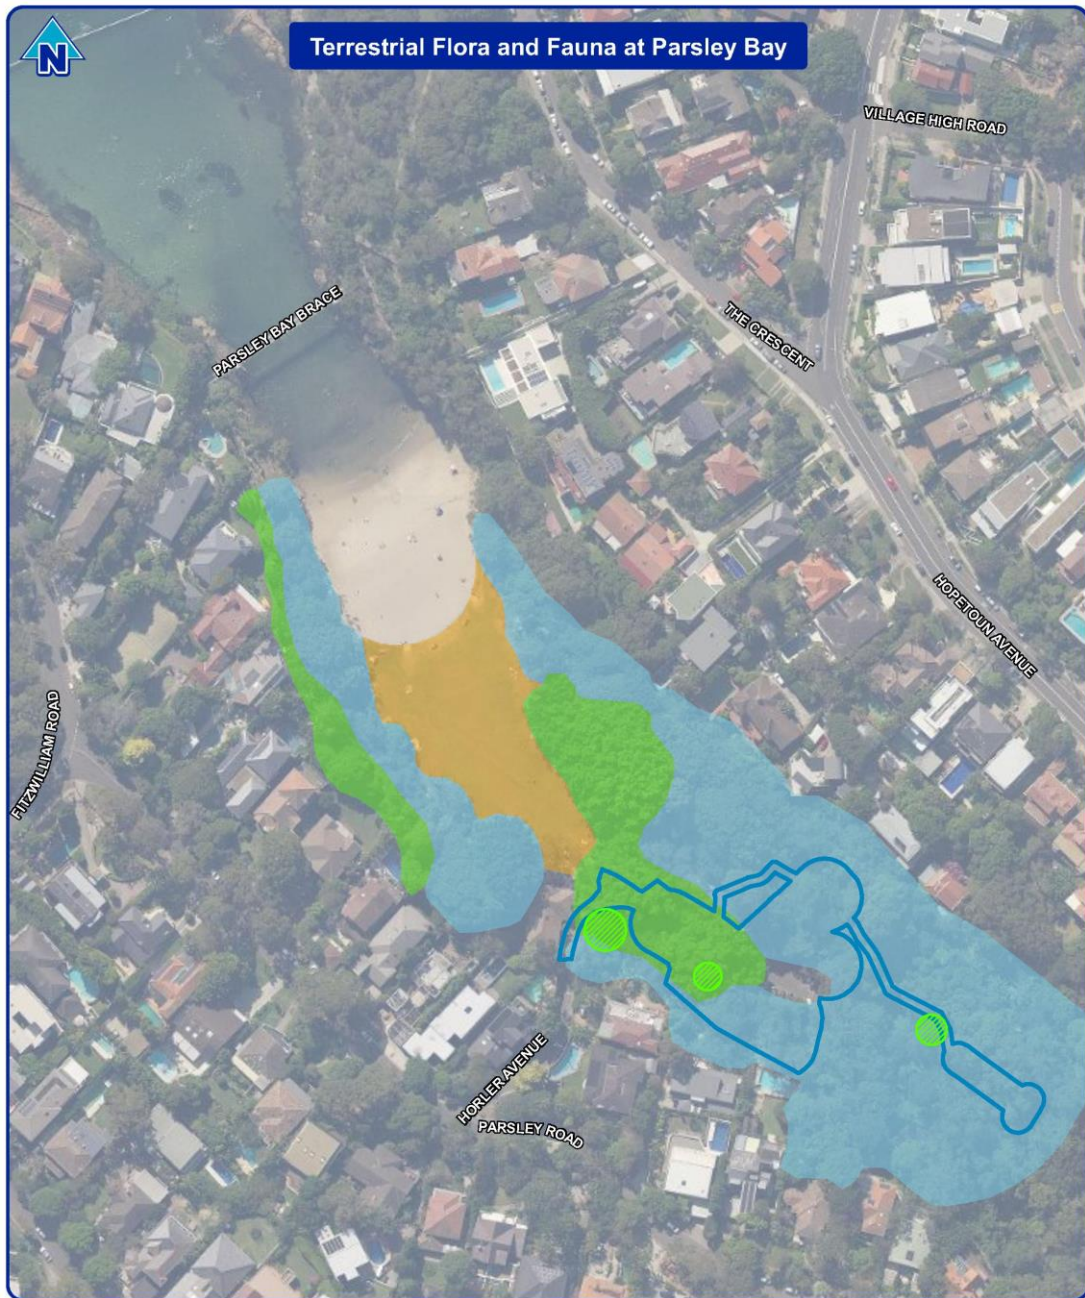 N
Terrestrial Flora and Fauna at Parsley Bay
VILLAGE HIGH ROAD
PARSLEY BAY BRACE
THE CRESCENT
HOPETOUN AVENUE
FITZWILLIAM ROAD
HORLER AVENUE
PARSLEY ROAD